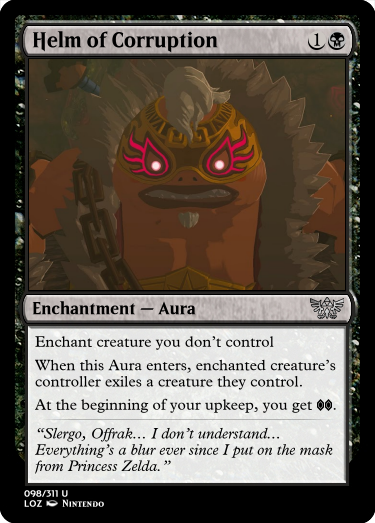 Helm of Corruption 1
Enchantment — Aura
Enchant creature you don’t control
When this Aura enters, enchanted creature’s
controller exiles a creature they control.
At the beginning of your upkeep, you get .
“Slergo, Offrak… I don’t understand…
Everything’s a blur ever since I put on the mask
from Princess Zelda.”
098/311 U
LOZ Nintendo